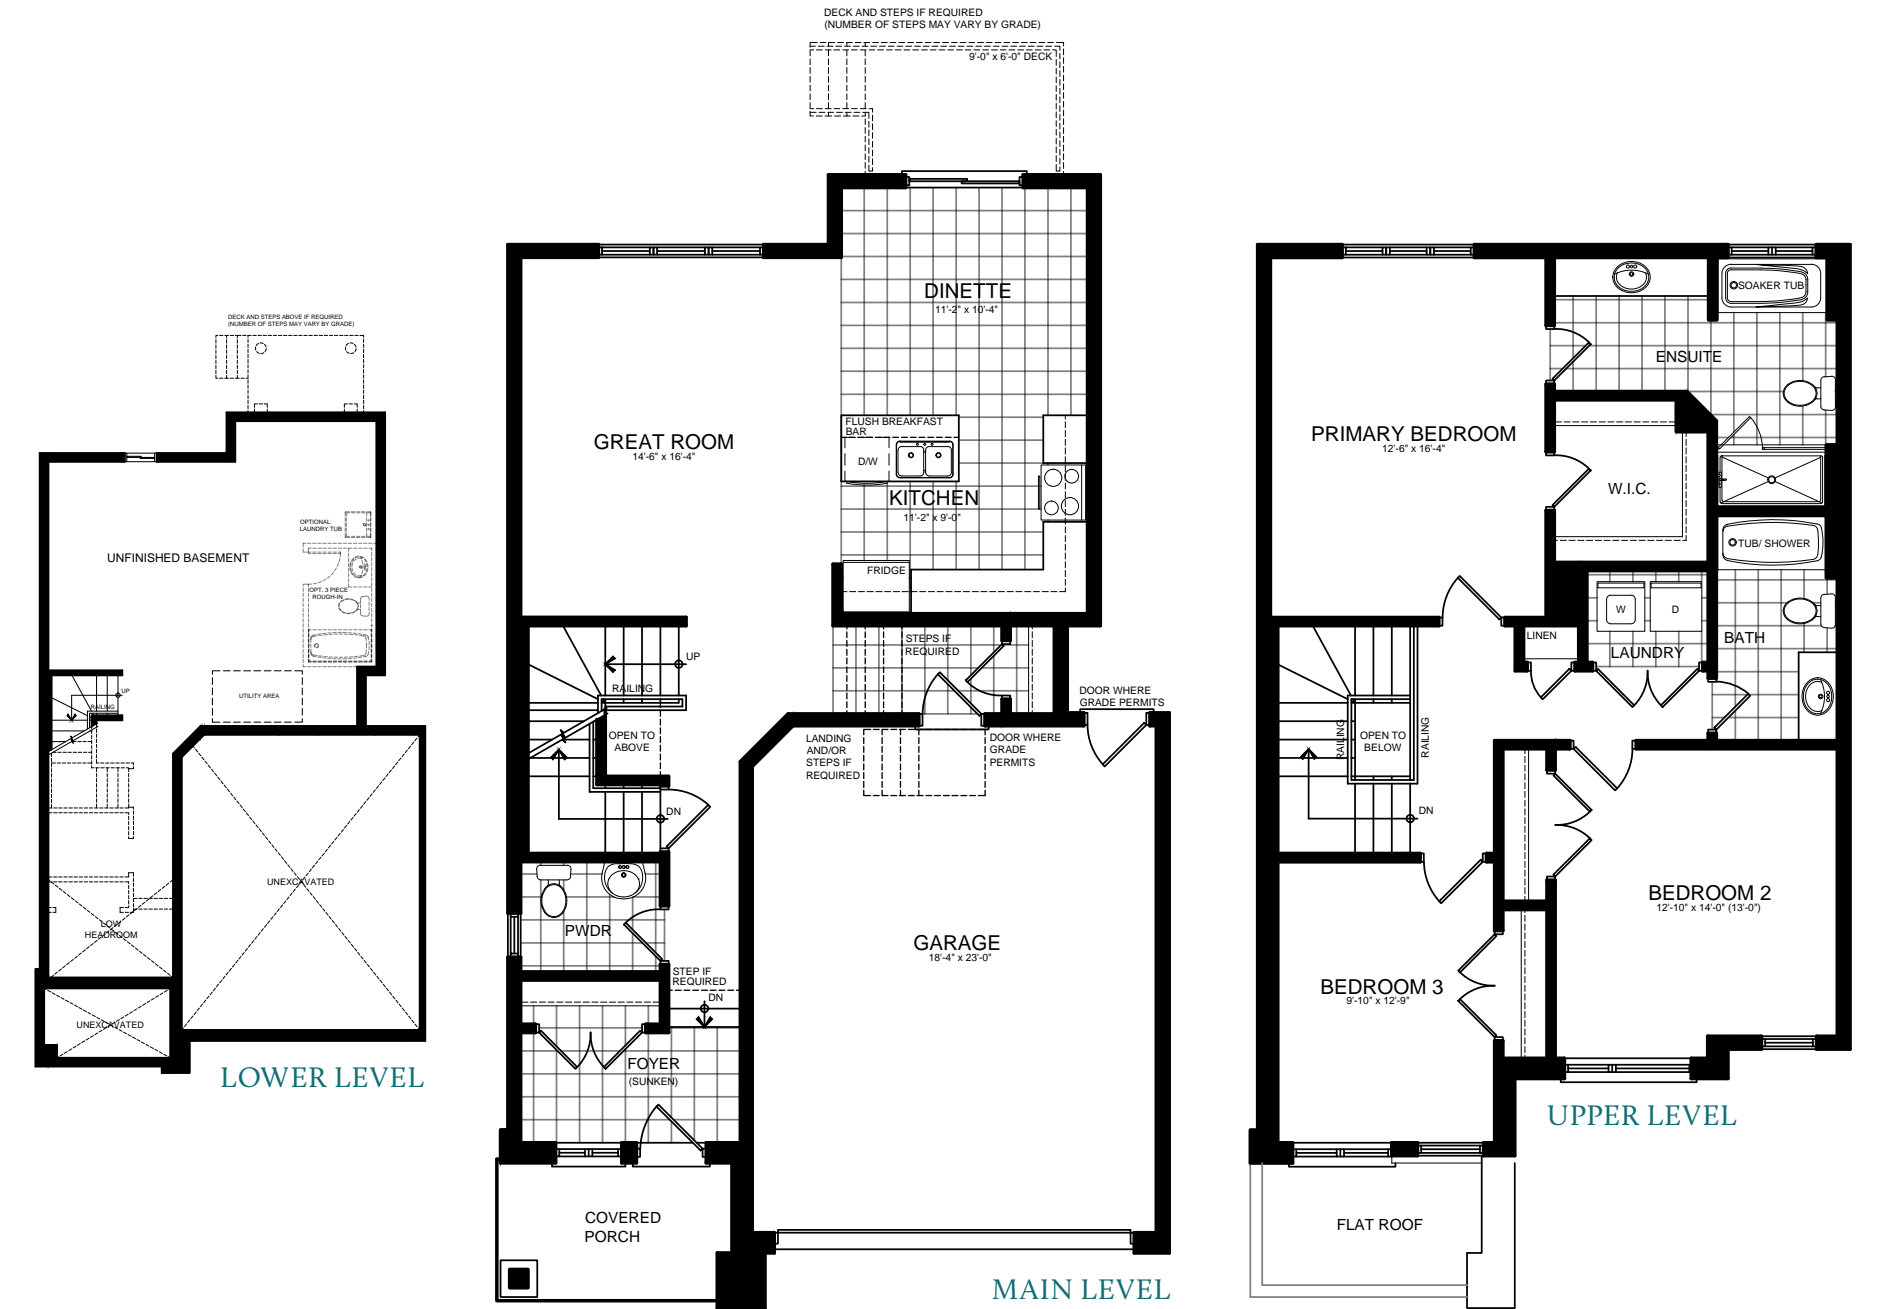 DECK AND STEPS ABOVE IF REQUIRED
(NUMBER OF STEPS MAY VARY BY GRADE)
OPTIONAL
LAUNDRY TUB
UNFINISHED BASEMENT
OPT. 3 PIECE
ROUGH-IN
UTILITY AREA
UP
RAILING
UNEXCAVATED
LOW
HEADROOM
UNEXCAVATED
LOWER LEVEL
DECK AND STEPS IF REQUIRED
(NUMBER OF STEPS MAY VARY BY GRADE)
9'-0" x 6'-0" DECK
DINETTE
11'-2" x 10'-4"
GREAT ROOM
14'-6" x 16'-4"
FLUSH BREAKFAST
BAR
D/W
KITCHEN
11'-2" x 9'-0"
FRIDGE
STEPS IF
REQUIRED
UP
RAILING
OPEN TO
ABOVE
DN
DOOR WHERE
GRADE PERMITS
LANDING
AND/OR
STEPS IF
REQUIRED
DOOR WHERE
GRADE
PERMITS
PWDR
STEP IF
REQUIRED
DN
FOYER
(SUNKEN)
GARAGE
18'-4" x 23'-0"
COVERED
PORCH
MAIN LEVEL
SOAKER TUB
ENSUITE
PRIMARY BEDROOM
12'-6" x 16'-4"
W.I.C.
TUB/ SHOWER
W
D
LINEN
LAUNDRY
BATH
RAILING
OPEN TO
BELOW
RAILING
DN
BEDROOM 2
12'-10" x 14'-0" (13'-0")
BEDROOM 3
9'-10" x 12'-9"
FLAT ROOF
UPPER LEVEL